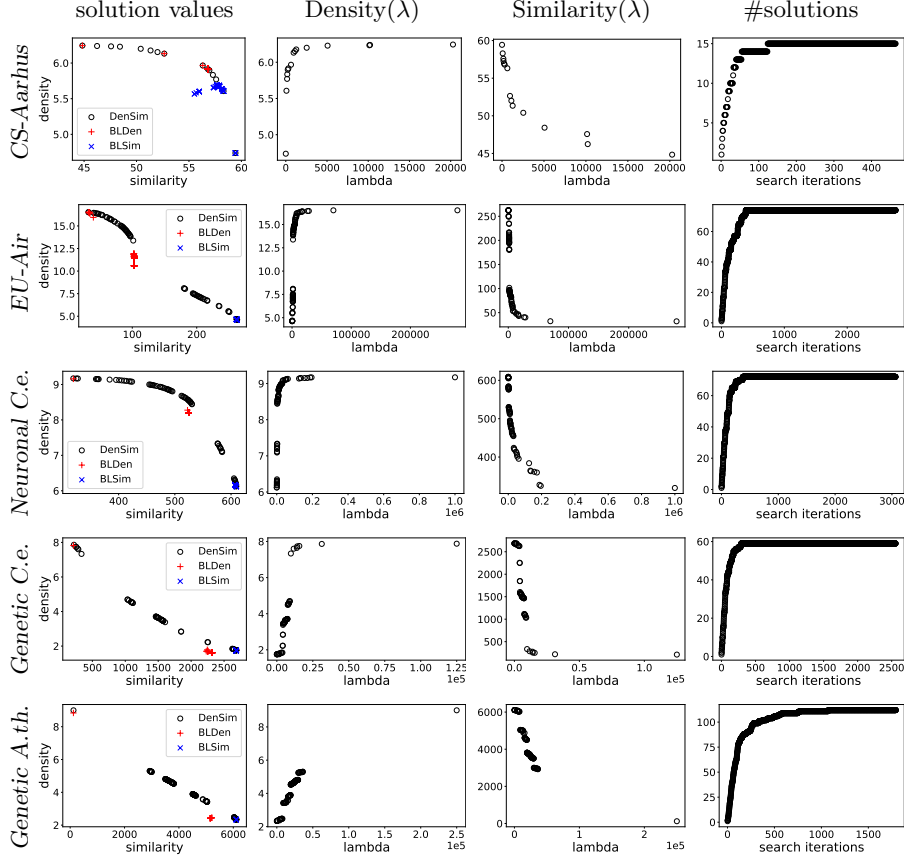 solution values Density(λ) Similarity(λ) #solutions
CS-Aarhus
density
6.0
5.5
5.0
DenSim
BLDen
BLSim
45 50 55 60
similarity
6.0
5.5
5.0
0 5000 10000 15000 20000
lambda
60
55
50
45
0 5000 10000 15000 20000
lambda
15
10
5
0 200 400
search iterations
EU-Air
density
15.0
12.5
10.0
7.5
5.0
DenSim
BLDen
BLSim
100 200
similarity
15.0
12.5
10.0
7.5
5.0
0 100000 200000
lambda
250
200
150
100
50
0 100000 200000
lambda
60
40
20
0
0 1000 2000
search iterations
Neuronal C.e.
density
9
8
7
6
DenSim
BLDen
BLSim
400 500 600
similarity
9
8
7
6
0.0 0.2 0.4 0.6 0.8 1.0
lambda 1e6
600
500
400
0.0 0.2 0.4 0.6 0.8 1.0
lambda 1e6
60
40
20
0
0 1000 2000 3000
search iterations
Genetic C.e.
density
8
6
4
2
DenSim
BLDen
BLSim
500 1000 1500 2000 2500
similarity
8
6
4
2
0.00 0.25 0.50 0.75 1.00 1.25
lambda 1e5
2500
2000
1500
1000
500
0.00 0.25 0.50 0.75 1.00 1.25
lambda 1e5
60
40
20
0
0 500 1000 1500 2000 2500
search iterations
Genetic A.th.
density
8
6
4
2
DenSim
BLDen
BLSim
0 2000 4000 6000
similarity
8
6
4
2
0.0 0.5 1.0 1.5 2.0 2.5
lambda 1e5
6000
4000
2000
0
0 1 2
lambda 1e5
100
75
50
25
0
0 500 1000 1500
search iterations